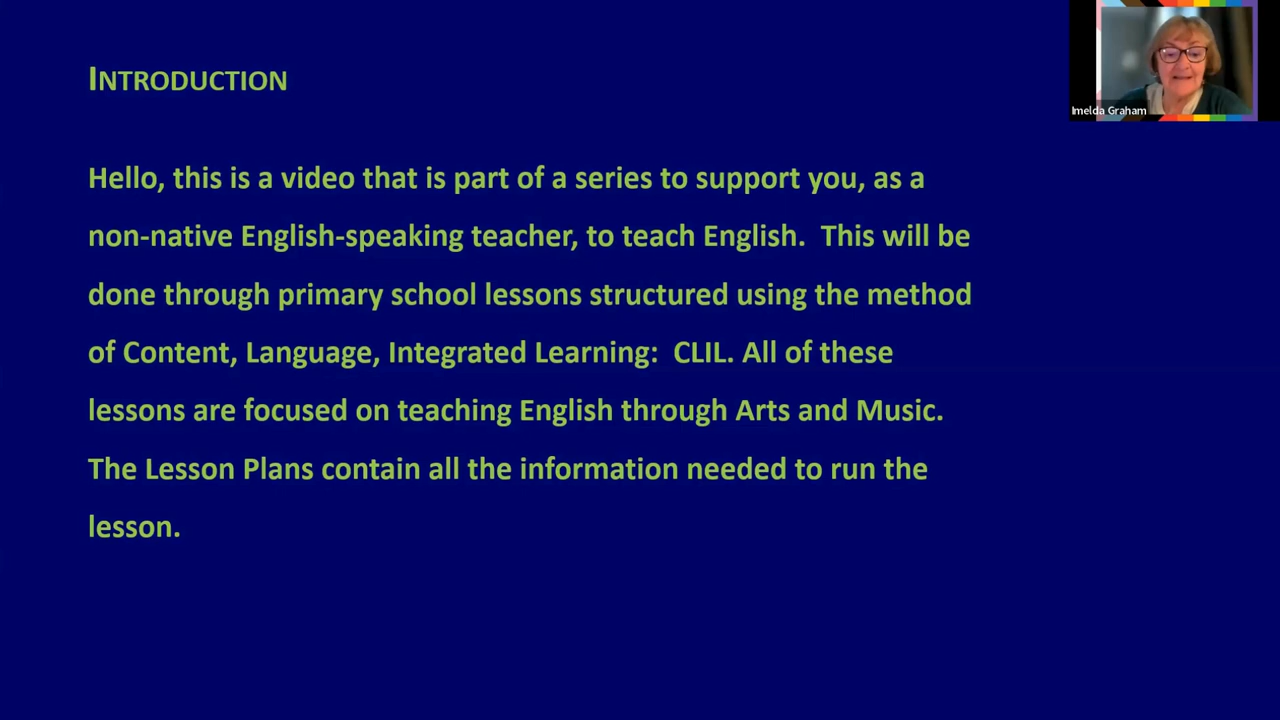 INTRODUCTION
Hello, this is a video that is part of a series to support you, as a
non-native English-speaking teacher, to teach English.  This will be
done through primary school lessons structured using the method
of Content, Language, Integrated Learning:  CLIL. All of these
lessons are focused on teaching English through Arts and Music.
The Lesson Plans contain all the information needed to run the
lesson.
Imelda Graham